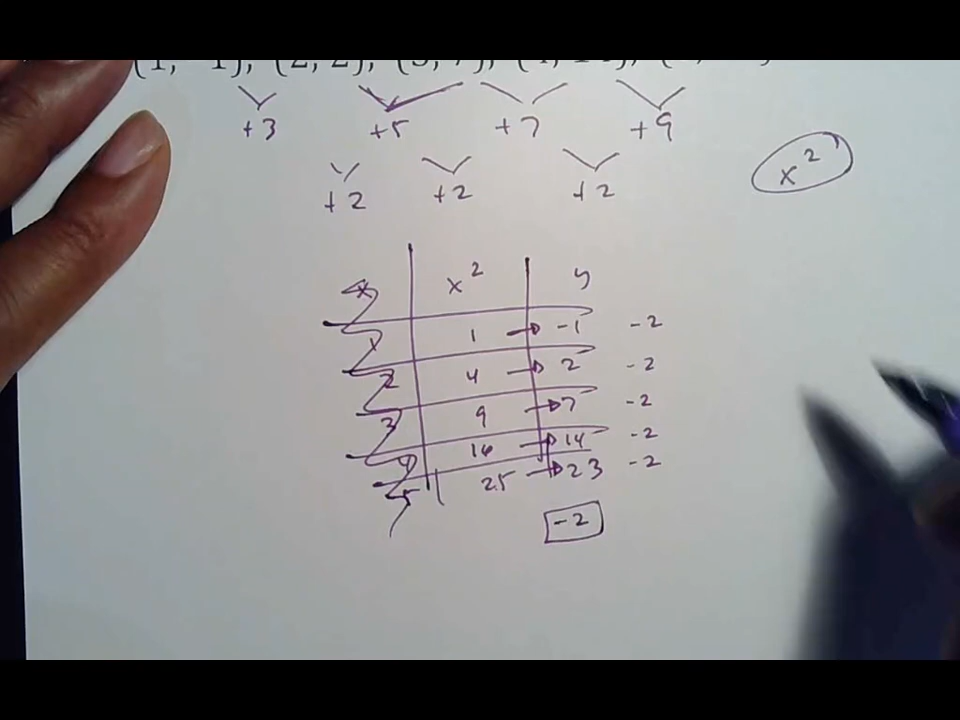 (1, -1), (2, 2), (3, 7), (4, 14), (
+3 +5 +7 +9
+2 +2 +2
x²
x x² y
1 1 → -1 -2
2 4 → 2 -2
3 9 → 7 -2
4 16 → 14 -2
5 25 → 23 -2
-2